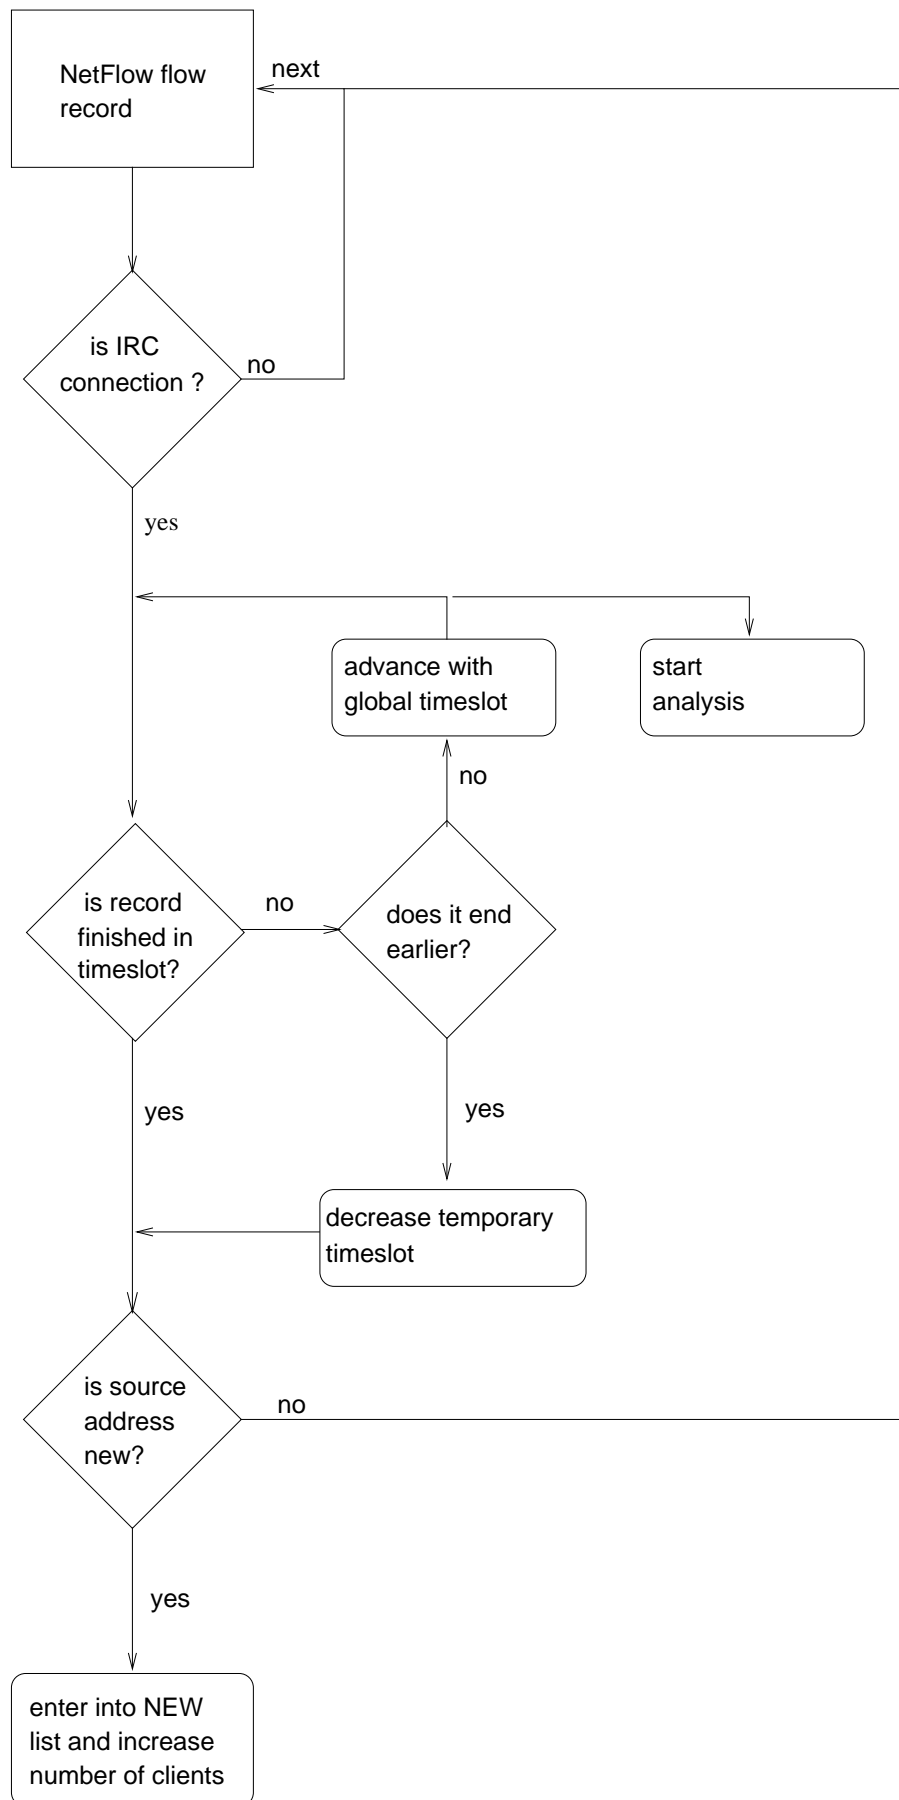 NetFlow flow
record
next
is IRC
connection ?
no
yes
advance with
global timeslot
start
analysis
no
is record
finished in
timeslot?
no
does it end
earlier?
yes
yes
decrease temporary
timeslot
is source
address
new?
no
yes
enter into NEW
list and increase
number of clients